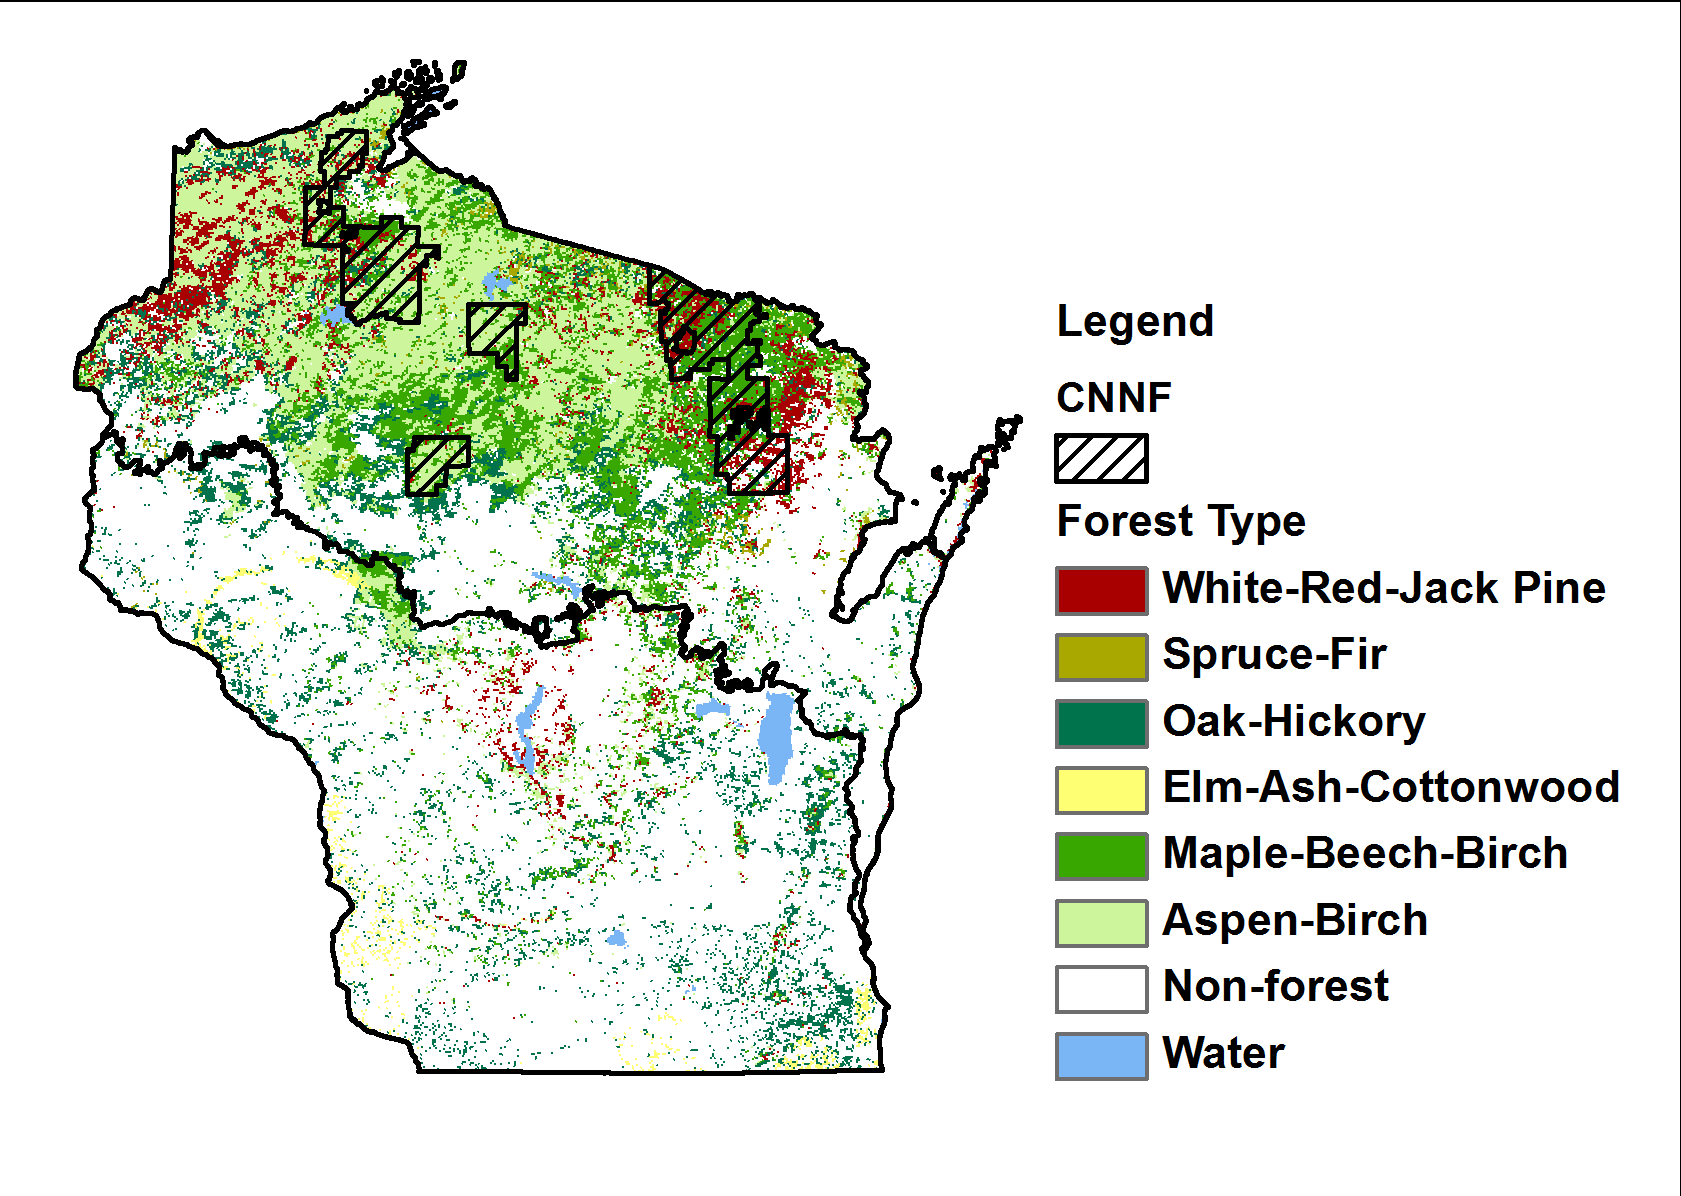 Legend
CNNF
Forest Type
White-Red-Jack Pine
Spruce-Fir
Oak-Hickory
Elm-Ash-Cottonwood
Maple-Beech-Birch
Aspen-Birch
Non-forest
Water